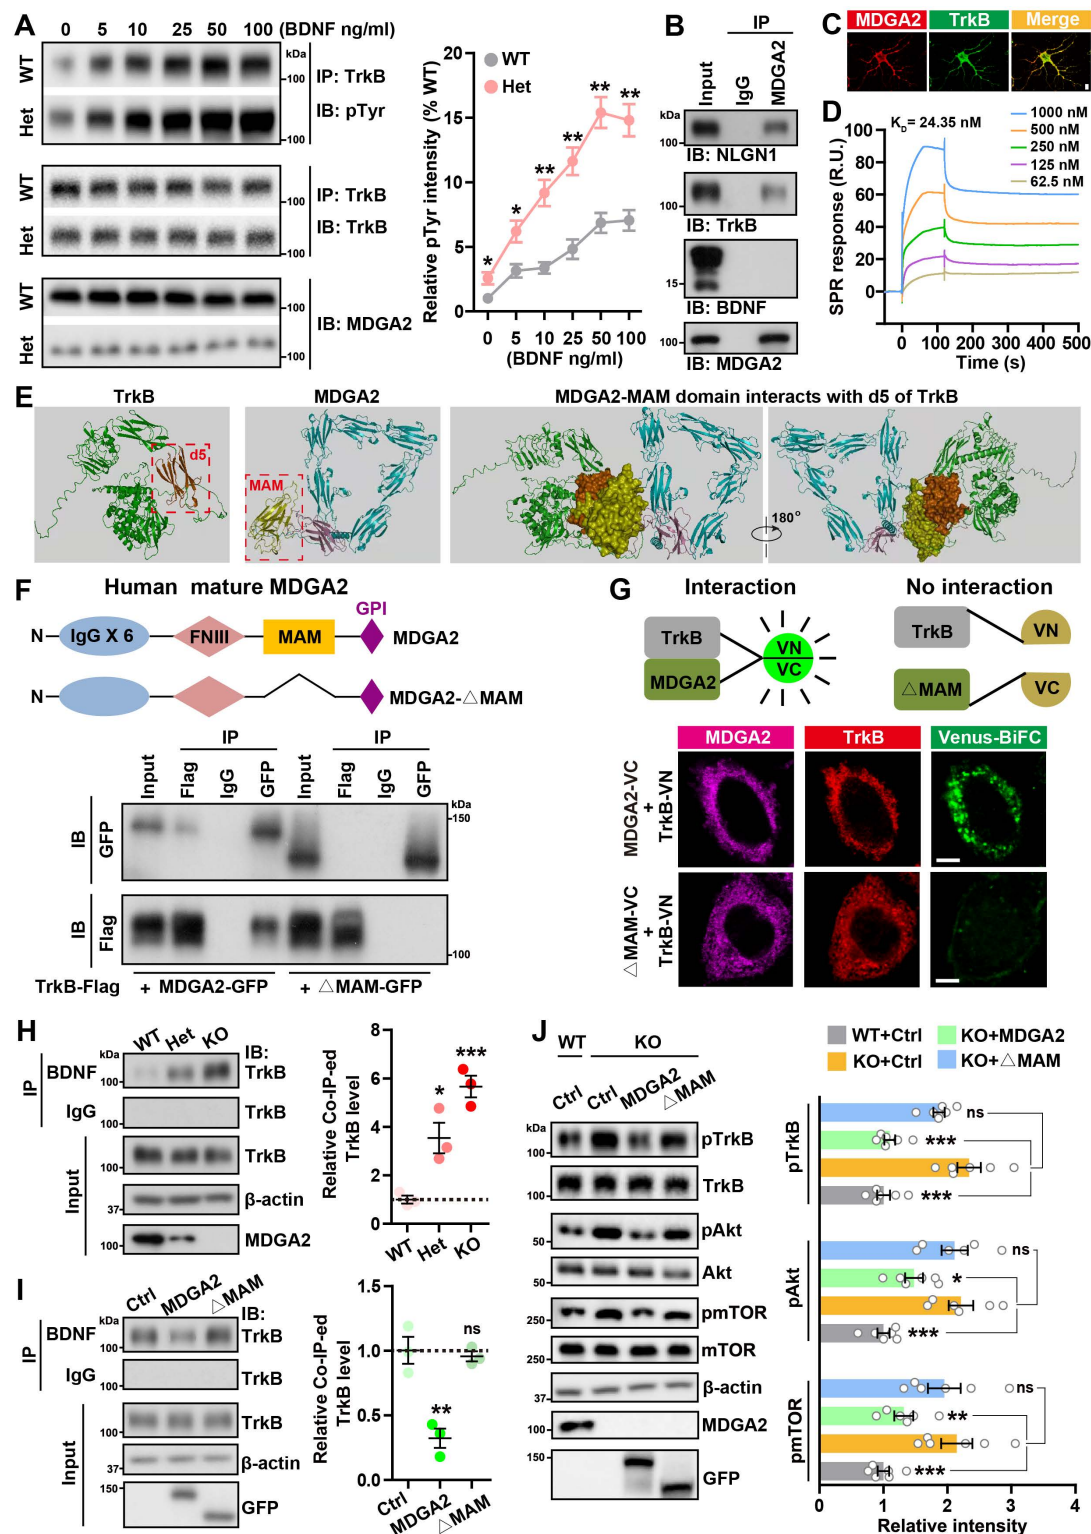 A
0 5 10 25 50 100 (BDNF ng/ml)
kDa
WT
100
IP: TrkB
Het
IB: pTyr
100
WT
100
IP: TrkB
Het
IB: TrkB
100
WT
100
IB: MDGA2
Het
100
Relative pTyr intensity (% WT)
20
15
10
5
0
WT
Het
*
*
**
**
**
**
0 5 10 25 50 100
(BDNF ng/ml)
B
IP
Input
IgG
MDGA2
kDa
100
IB: NLGN1
100
IB: TrkB
15
IB: BDNF
100
IB: MDGA2
C
MDGA2
TrkB
Merge
D
KD= 24.35 nM
SPR response (R.U.)
100
80
60
40
20
0
1000 nM
500 nM
250 nM
125 nM
62.5 nM
0 100 200 300 400 500
Time (s)
E
TrkB
MDGA2
MDGA2-MAM domain interacts with d5 of TrkB
d5
MAM
180°
F
Human mature MDGA2
GPI
N
IgG X 6
FNIII
MAM
MDGA2
N
MDGA2-△MAM
IP
IP
Input
Flag
IgG
GFP
Input
Flag
IgG
GFP
kDa
150
IB
GFP
IB
Flag
100
TrkB-Flag + MDGA2-GFP + △MAM-GFP
G
Interaction
No interaction
TrkB
MDGA2
VN
VC
TrkB
VN
△MAM
VC
MDGA2
TrkB
Venus-BiFC
MDGA2-VC
+
TrkB-VN
△MAM-VC
+
TrkB-VN
H
WT
Het
KO
kDa
IB:
IP
BDNF
100
TrkB
IgG
TrkB
Input
100
TrkB
37
β-actin
100
MDGA2
Relative Co-IP-ed
TrkB level
8
6
4
2
0
*
***
WT
Het
KO
I
Ctrl
MDGA2
△MAM
kDa
IB:
IP
BDNF
100
TrkB
IgG
TrkB
Input
100
TrkB
37
β-actin
150
GFP
Relative Co-IP-ed
TrkB level
1.5
1.0
0.5
0.0
**
ns
Ctrl
MDGA2
△MAM
J
WT
KO
Ctrl
Ctrl
MDGA2
△MAM
kDa
100
pTrkB
100
TrkB
50
pAkt
50
Akt
250
pmTOR
250
mTOR
37
β-actin
100
MDGA2
150
GFP
WT+Ctrl
KO+MDGA2
KO+Ctrl
KO+△MAM
pTrkB
ns
***
***
pAkt
ns
*
***
pmTOR
ns
**
***
0 1 2 3 4
Relative intensity